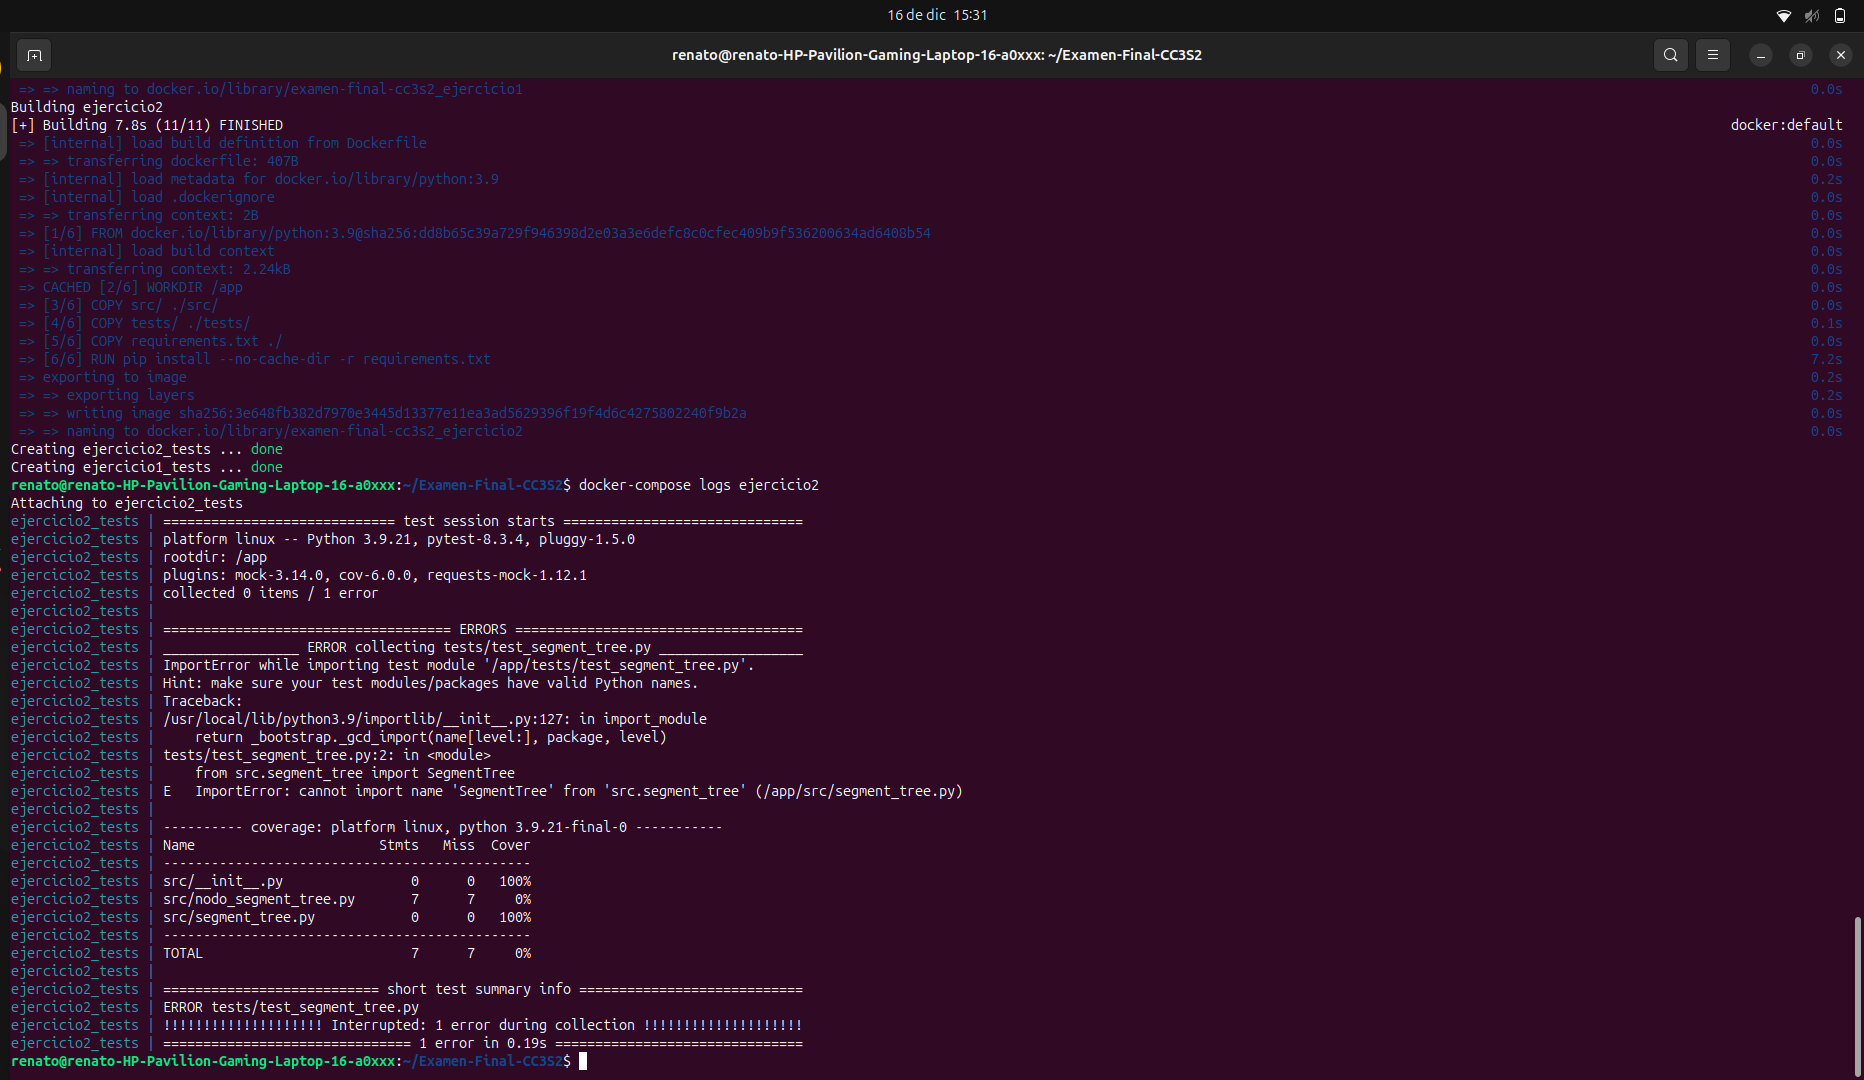 16 de dic 15:31
renato@renato-HP-Pavilion-Gaming-Laptop-16-a0xxx: ~/Examen-Final-CC3S2
=> => naming to docker.io/library/examen-final-cc3s2_ejercicio1 0.0s
Building ejercicio2
[+] Building 7.8s (11/11) FINISHED docker:default
=> [internal] load build definition from Dockerfile 0.0s
=> => transferring dockerfile: 407B 0.0s
=> [internal] load metadata for docker.io/library/python:3.9 0.2s
=> [internal] load .dockerignore 0.0s
=> => transferring context: 2B 0.0s
=> [1/6] FROM docker.io/library/python:3.9@sha256:dd8b65c39a729f946398d2e03a3e6defc8c0cfec409b9f536200634ad6408b54 0.0s
=> [internal] load build context 0.0s
=> => transferring context: 2.24kB 0.0s
=> CACHED [2/6] WORKDIR /app 0.0s
=> [3/6] COPY src/ ./src/ 0.0s
=> [4/6] COPY tests/ ./tests/ 0.1s
=> [5/6] COPY requirements.txt ./ 0.0s
=> [6/6] RUN pip install --no-cache-dir -r requirements.txt 7.2s
=> exporting to image 0.2s
=> => exporting layers 0.2s
=> => writing image sha256:3e648fb382d7970e3445d13377e11ea3ad5629396f19f4d6c4275802240f9b2a 0.0s
=> => naming to docker.io/library/examen-final-cc3s2_ejercicio2 0.0s
Creating ejercicio2_tests ... done
Creating ejercicio1_tests ... done
renato@renato-HP-Pavilion-Gaming-Laptop-16-a0xxx:~/Examen-Final-CC3S2$ docker-compose logs ejercicio2
Attaching to ejercicio2_tests
ejercicio2_tests | ============================= test session starts ==============================
ejercicio2_tests | platform linux -- Python 3.9.21, pytest-8.3.4, pluggy-1.5.0
ejercicio2_tests | rootdir: /app
ejercicio2_tests | plugins: mock-3.14.0, cov-6.0.0, requests-mock-1.12.1
ejercicio2_tests | collected 0 items / 1 error
ejercicio2_tests |
ejercicio2_tests | ==================================== ERRORS ====================================
ejercicio2_tests | _________________ ERROR collecting tests/test_segment_tree.py __________________
ejercicio2_tests | ImportError while importing test module '/app/tests/test_segment_tree.py'.
ejercicio2_tests | Hint: make sure your test modules/packages have valid Python names.
ejercicio2_tests | Traceback:
ejercicio2_tests | /usr/local/lib/python3.9/importlib/__init__.py:127: in import_module
ejercicio2_tests |     return _bootstrap._gcd_import(name[level:], package, level)
ejercicio2_tests | tests/test_segment_tree.py:2: in <module>
ejercicio2_tests |     from src.segment_tree import SegmentTree
ejercicio2_tests | E   ImportError: cannot import name 'SegmentTree' from 'src.segment_tree' (/app/src/segment_tree.py)
ejercicio2_tests |
ejercicio2_tests | ---------- coverage: platform linux, python 3.9.21-final-0 -----------
ejercicio2_tests | Name                       Stmts   Miss  Cover
ejercicio2_tests | ----------------------------------------------
ejercicio2_tests | src/__init__.py                0      0   100%
ejercicio2_tests | src/nodo_segment_tree.py       7      7     0%
ejercicio2_tests | src/segment_tree.py            0      0   100%
ejercicio2_tests | ----------------------------------------------
ejercicio2_tests | TOTAL                          7      7     0%
ejercicio2_tests |
ejercicio2_tests | =========================== short test summary info ============================
ejercicio2_tests | ERROR tests/test_segment_tree.py
ejercicio2_tests | !!!!!!!!!!!!!!!!!!!! Interrupted: 1 error during collection !!!!!!!!!!!!!!!!!!!!
ejercicio2_tests | =============================== 1 error in 0.19s ===============================
renato@renato-HP-Pavilion-Gaming-Laptop-16-a0xxx:~/Examen-Final-CC3S2$